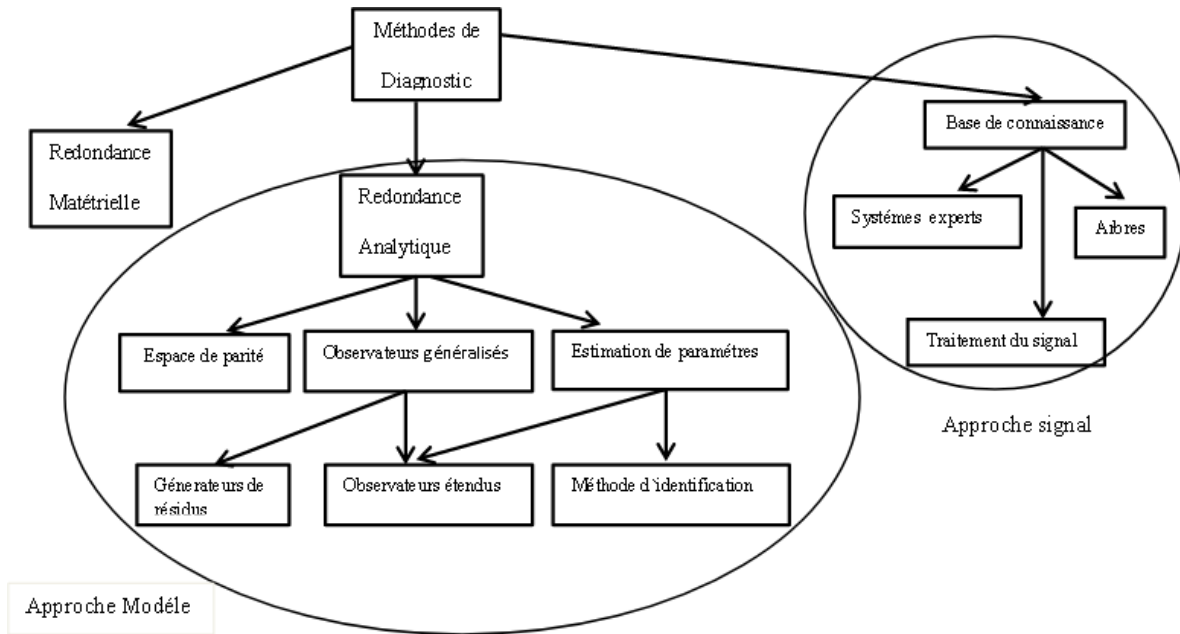 Méthodes de
Diagnostic
Base de connaissance
Redondance
Matétrielle
Redondance
Analytique
Systémes experts
Arbres
Espace de parité
Observateurs généralisés
Estimation de paramétres
Traitement du signal
Approche signal
Génerateurs de
résidus
Observateurs étendus
Méthode d'identification
Approche Modéle